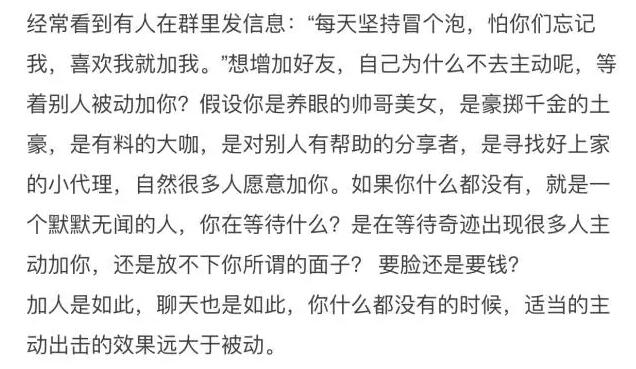 经常看到有人在群里发信息：“每天坚持冒个泡，怕你们忘记
我，喜欢我就加我。”想增加好友，自己为什么不去主动呢，等
着别人被动加你？假设你是养眼的帅哥美女，是豪掷千金的土
豪，是有料的大咖，是对别人有帮助的分享者，是寻找好上家
的小代理，自然很多人愿意加你。如果你什么都没有，就是一
个默默无闻的人，你在等待什么？是在等待奇迹出现很多人主
动加你，还是放不下你所谓的面子？ 要脸还是要钱？
加人是如此，聊天也是如此，你什么都没有的时候，适当的主
动出击的效果远大于被动。